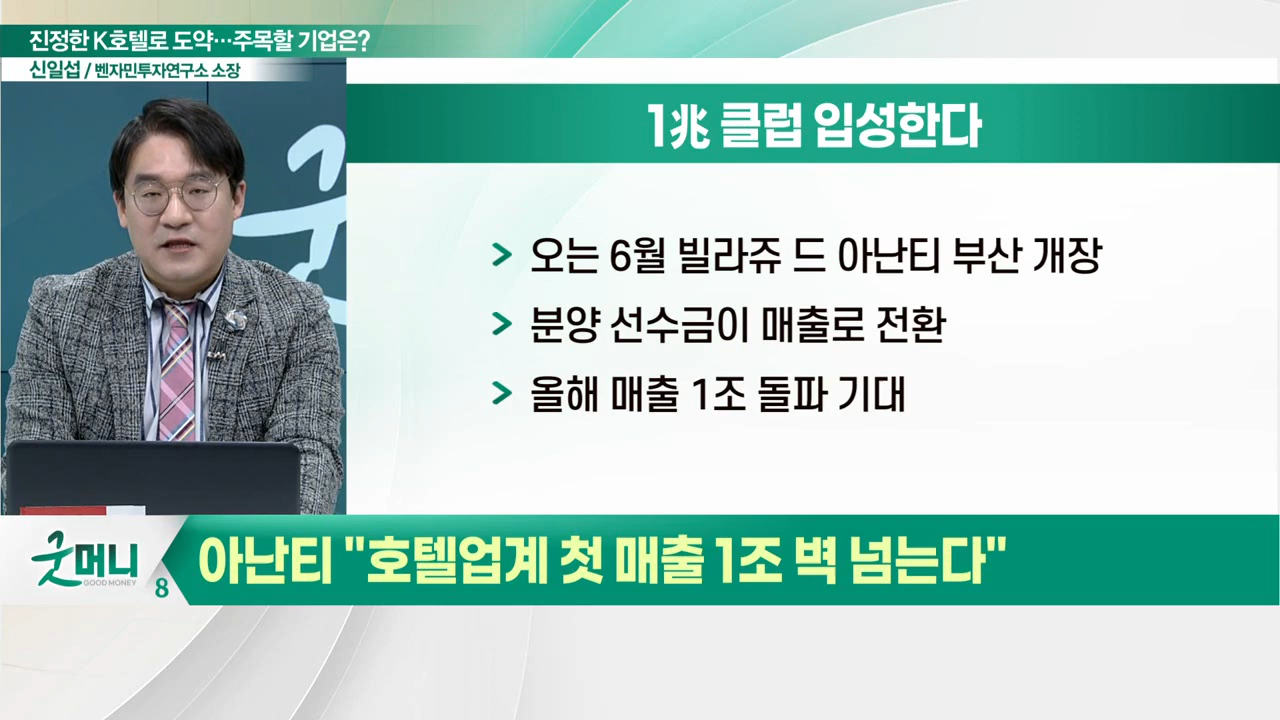 진정한 K호텔로 도약…주목할 기업은?
신일섭 / 벤자민투자연구소 소장
1兆 클럽 입성한다
> 오는 6월 빌라쥬 드 아난티 부산 개장
> 분양 선수금이 매출로 전환
> 올해 매출 1조 돌파 기대
굿머니
GOOD MONEY
8
아난티 "호텔업계 첫 매출 1조 벽 넘는다"